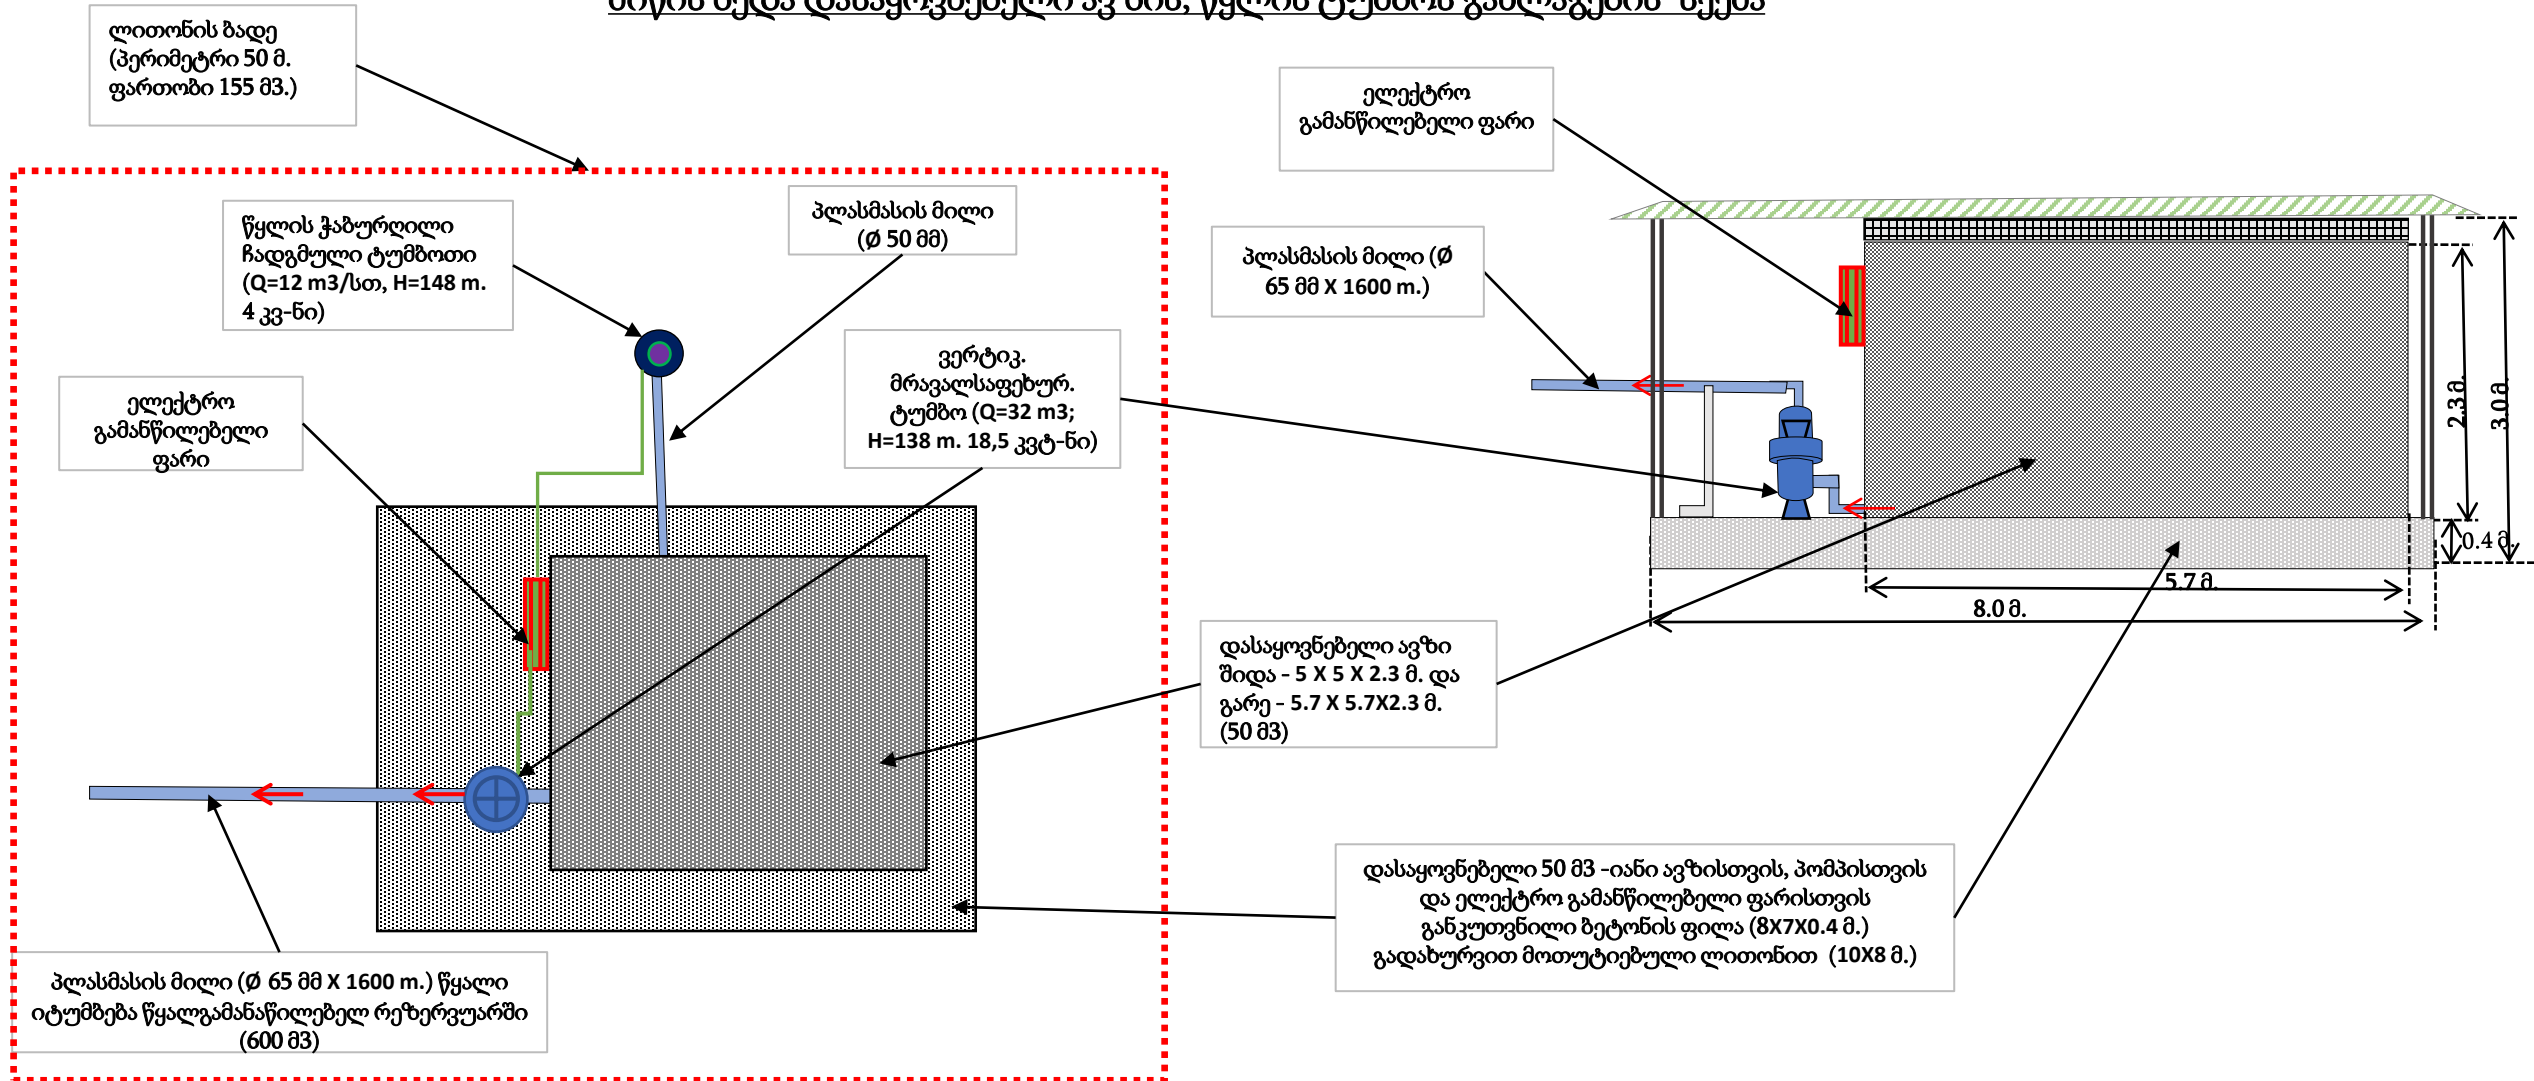 ლითონის ბადე
(პერიმეტრი 50 მ.
ფართობი 155 მ3.)
ელექტრო
გამანწილებელი ფარი
წყლის ჭაბურღილი
ჩადგმული ტუმბოთი
(Q=12 m3/სთ, H=148 m.
4 კვ-ნი)
პლასმასის მილი
(Ø 50 მმ)
პლასმასის მილი (Ø
65 მმ X 1600 m.)
ვერტიკ.
მრავალსაფეხურ.
ტუმბო (Q=32 m3;
H=138 m. 18,5 კვტ-ნი)
ელექტრო
გამანწილებელი
ფარი
2.3 მ.
3.0 მ.
0.4 მ.
5.7 მ.
8.0 მ.
დასაყოვნებელი ავზი
შიდა - 5 X 5 X 2.3 მ. და
გარე - 5.7 X 5.7X2.3 მ.
(50 მ3)
დასაყოვნებელი 50 მ3 -იანი ავზისთვის, პომპისთვის
და ელექტრო გამანწილებელი ფარისთვის
განკუთვნილი ბეტონის ფილა (8X7X0.4 მ.)
გადახურვით მოთუტიებული ლითონით (10X8 მ.)
პლასმასის მილი (Ø 65 მმ X 1600 m.) წყალი
იტუმბება წყალგამანაწილებელ რეზერვუარში
(600 მ3)